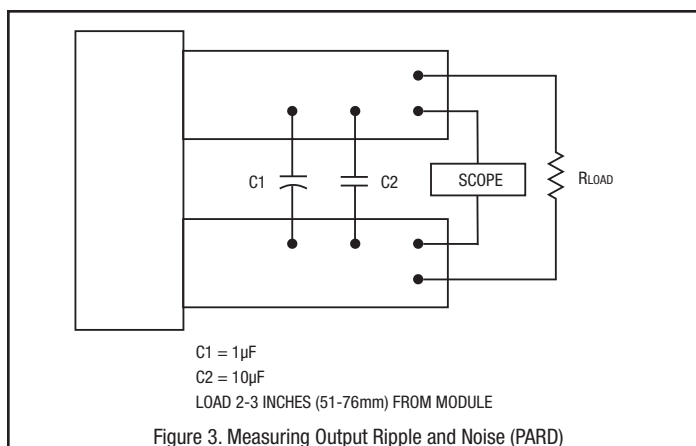 C1
C2
SCOPE
RLOAD
C1 = 1µF
C2 = 10µF
LOAD 2-3 INCHES (51-76mm) FROM MODULE
Figure 3. Measuring Output Ripple and Noise (PARD)